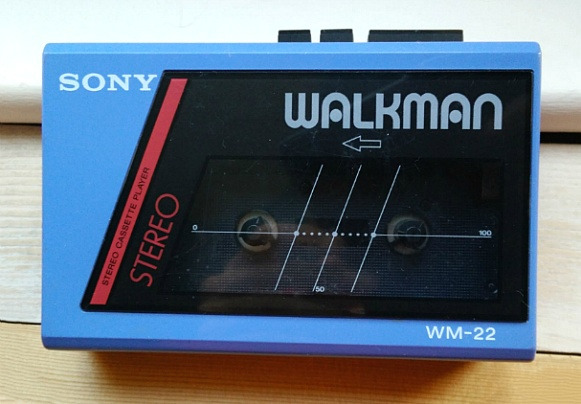 SONY
WALKMAN
STEREO CASSETTE PLAYER
STEREO
0
100
50
WM-22